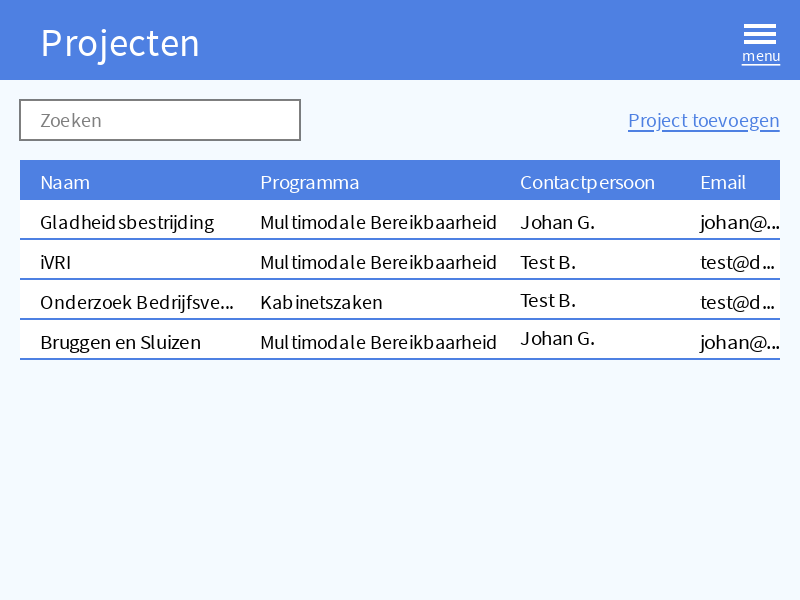 Projecten
menu
Zoeken
Project toevoegen
Naam Programma Contactpersoon Email
Gladheidsbestrijding Multimodale Bereikbaarheid Johan G. johan@...
iVRI Multimodale Bereikbaarheid Test B. test@d...
Onderzoek Bedrijfsve... Kabinetszaken Test B. test@d...
Bruggen en Sluizen Multimodale Bereikbaarheid Johan G. johan@...